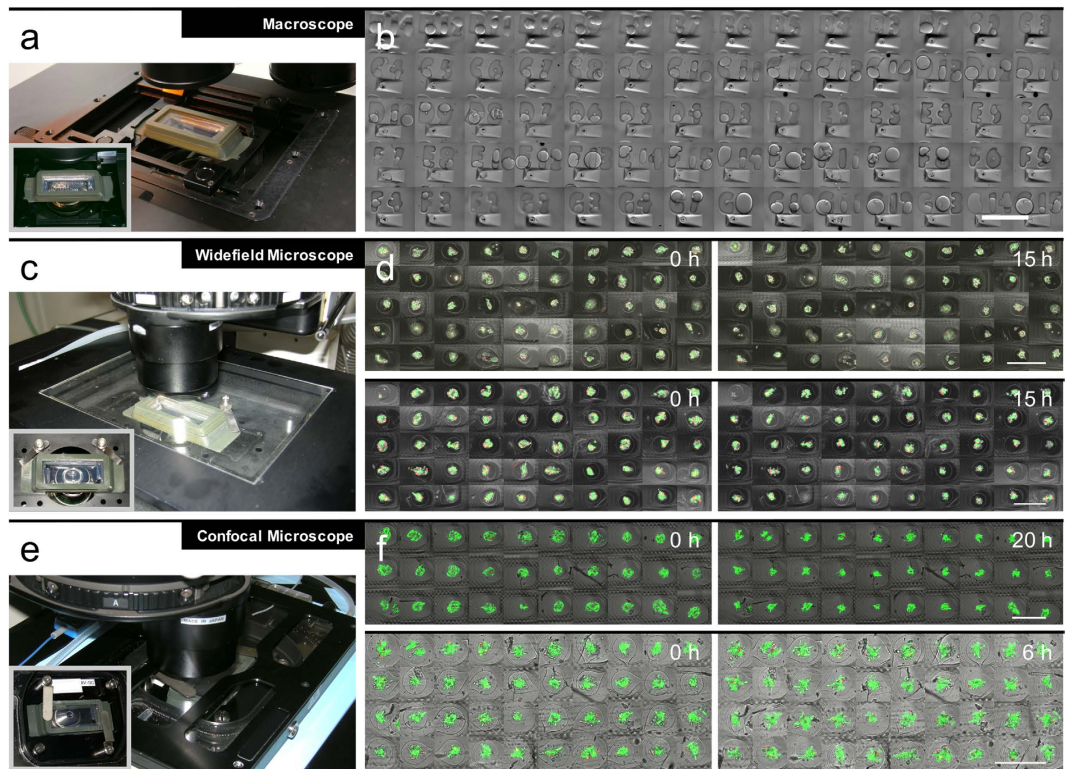 Macroscope
a
b
Widefield Microscope
c
d
0 h
15 h
0 h
15 h
Confocal Microscope
e
A
MADE IN JAPAN
f
0 h
20 h
0 h
6 h